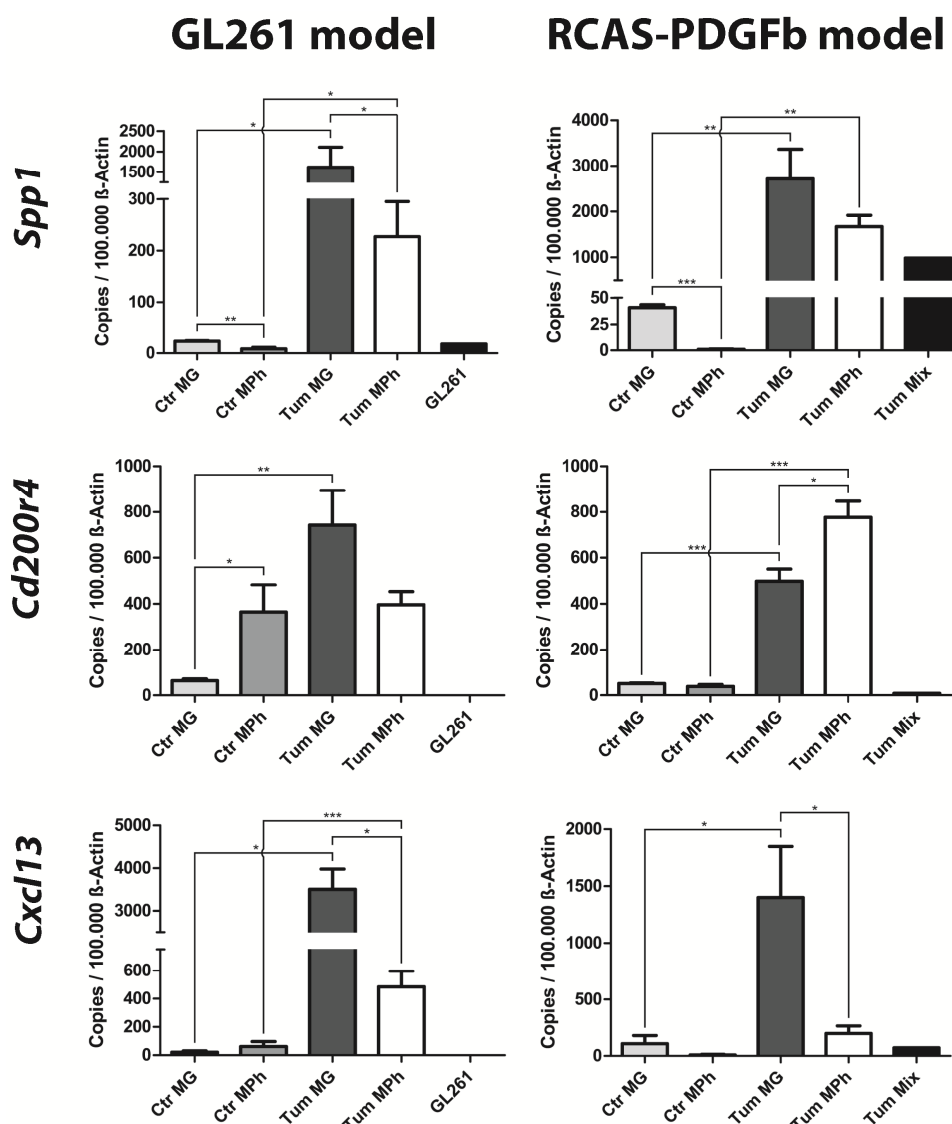 GL261 model RCAS-PDGFb model
Spp1
Copies / 100.000 ß-Actin
2500
2000
1500
300
200
100
0
* * * **
Ctr MG Ctr MPh Tum MG Tum MPh GL261
Copies / 100.000 ß-Actin
4000
3000
2000
1000
50
25
0
** ** ***
Ctr MG Ctr MPh Tum MG Tum MPh Tum Mix
Cd200r4
Copies / 100.000 ß-Actin
1000
800
600
400
200
0
** *
Ctr MG Ctr MPh Tum MG Tum MPh GL261
Copies / 100.000 ß-Actin
1000
800
600
400
200
0
*** * ***
Ctr MG Ctr MPh Tum MG Tum MPh Tum Mix
Cxcl13
Copies / 100.000 ß-Actin
5000
4000
3000
600
400
200
0
*** * *
Ctr MG Ctr MPh Tum MG Tum MPh GL261
Copies / 100.000 ß-Actin
2000
1500
1000
500
0
* *
Ctr MG Ctr MPh Tum MG Tum MPh Tum Mix